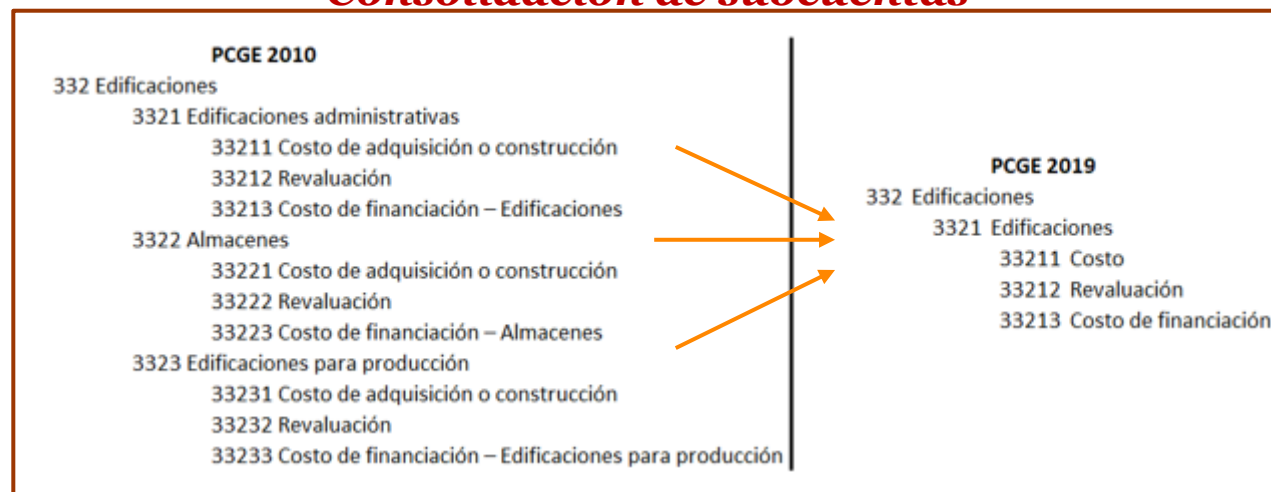 Consolidación de subcuentas
PCGE 2010
332 Edificaciones
3321 Edificaciones administrativas
33211 Costo de adquisición o construcción
33212 Revaluación
33213 Costo de financiación – Edificaciones
3322 Almacenes
33221 Costo de adquisición o construcción
33222 Revaluación
33223 Costo de financiación – Almacenes
3323 Edificaciones para producción
33231 Costo de adquisición o construcción
33232 Revaluación
33233 Costo de financiación – Edificaciones para producción
PCGE 2019
332 Edificaciones
3321 Edificaciones
33211 Costo
33212 Revaluación
33213 Costo de financiación